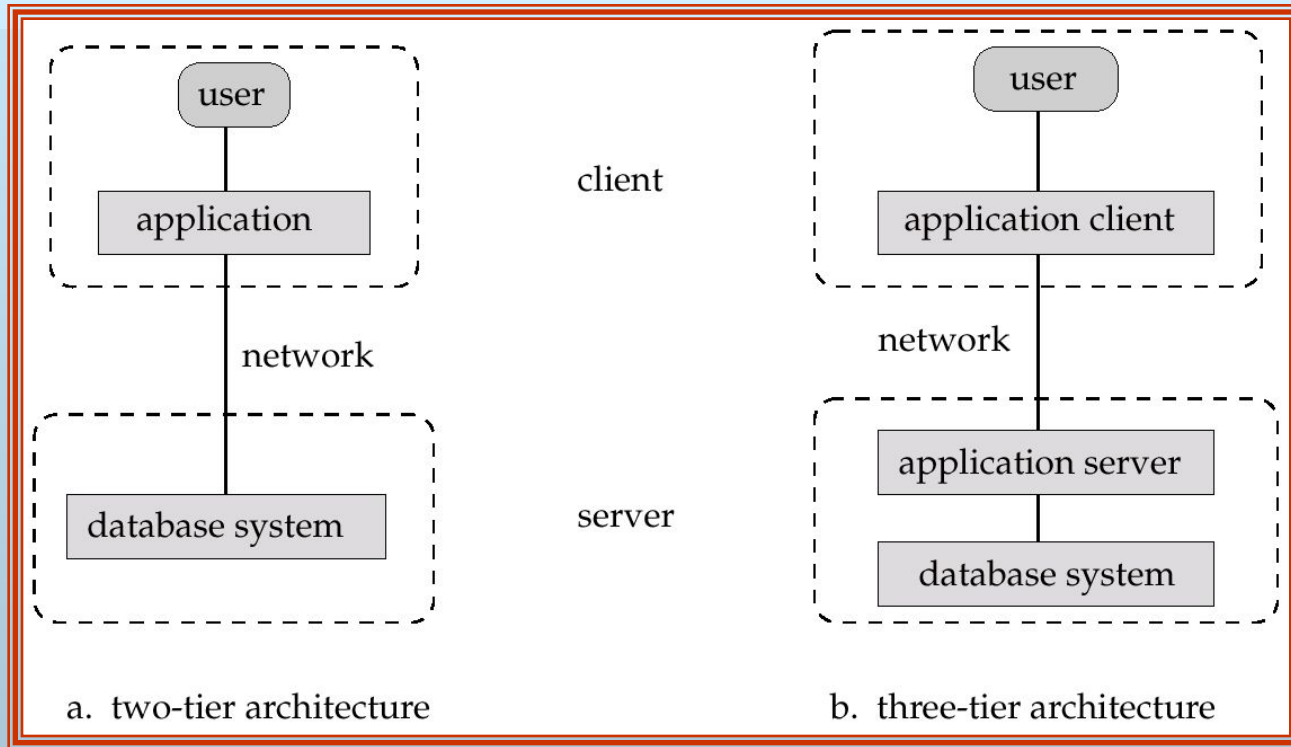 user
application
network
database system
client
server
user
application client
network
application server
database system
a. two-tier architecture
b. three-tier architecture